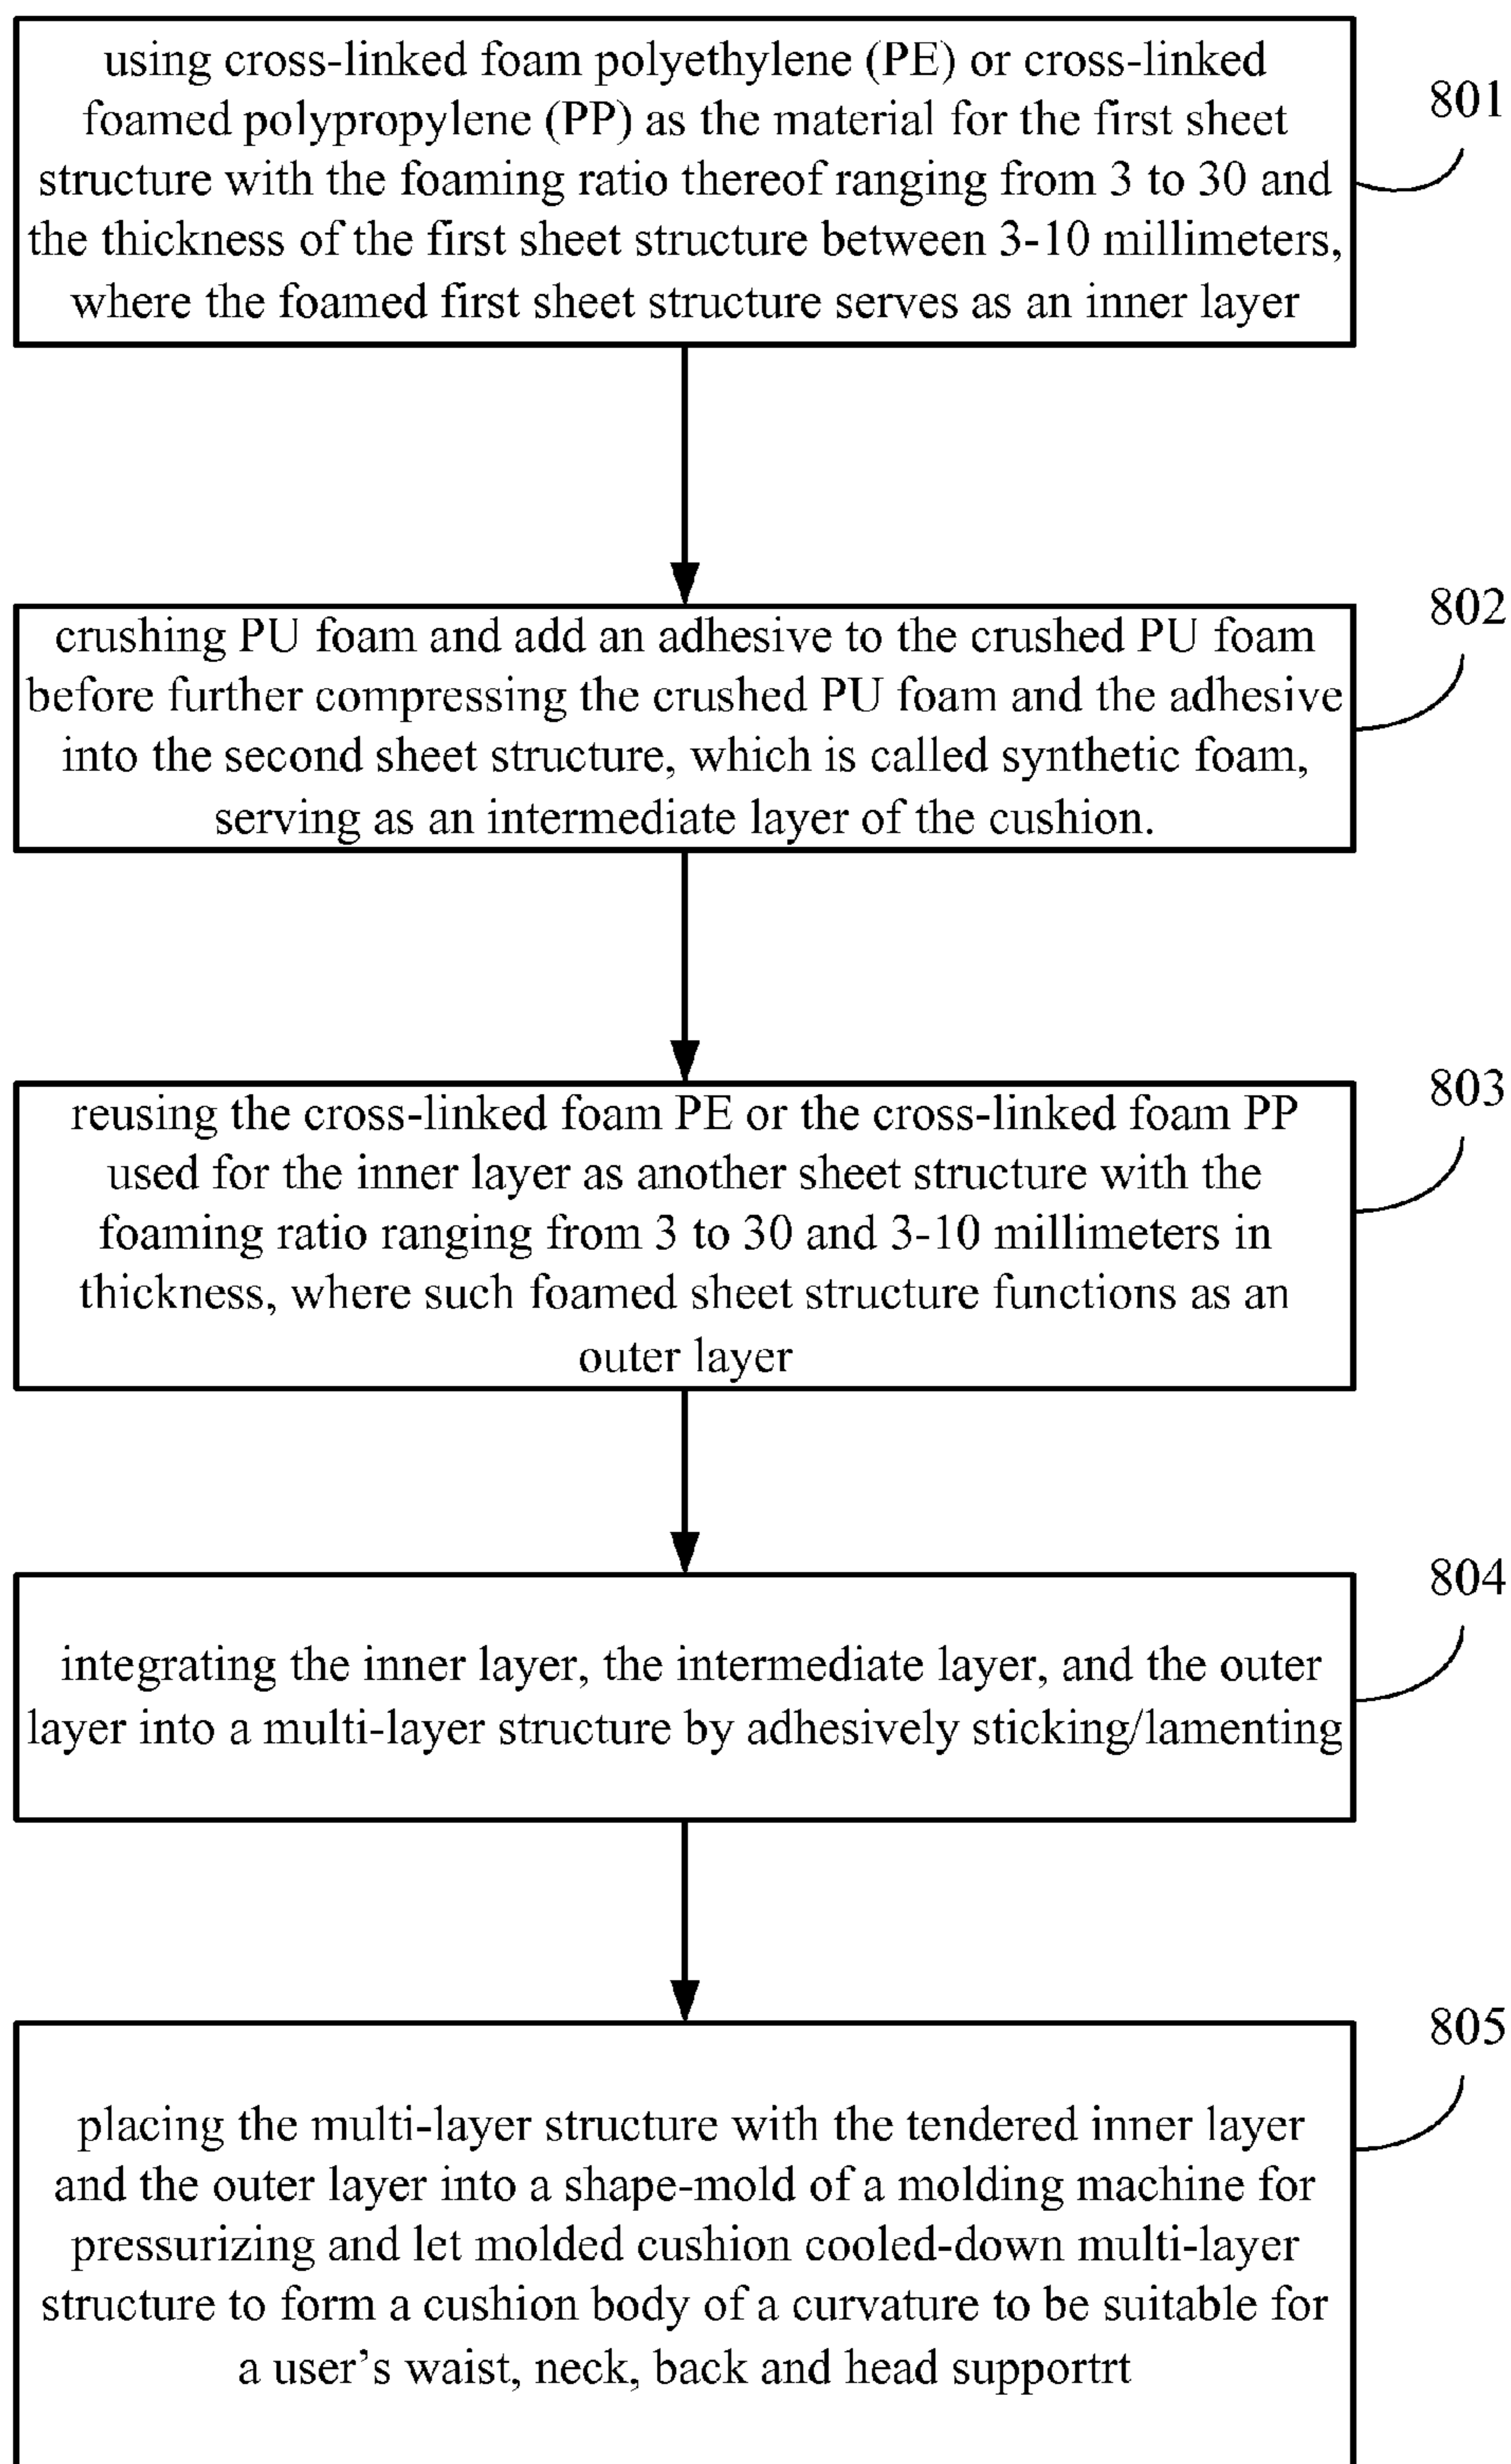 using cross-linked foam polyethylene (PE) or cross-linked
foamed polypropylene (PP) as the material for the first sheet
structure with the foaming ratio thereof ranging from 3 to 30 and
the thickness of the first sheet structure between 3-10 millimeters,
where the foamed first sheet structure serves as an inner layer
801
crushing PU foam and add an adhesive to the crushed PU foam
before further compressing the crushed PU foam and the adhesive
into the second sheet structure, which is called synthetic foam,
serving as an intermediate layer of the cushion.
802
reusing the cross-linked foam PE or the cross-linked foam PP
used for the inner layer as another sheet structure with the
foaming ratio ranging from 3 to 30 and 3-10 millimeters in
thickness, where such foamed sheet structure functions as an
outer layer
803
integrating the inner layer, the intermediate layer, and the outer
layer into a multi-layer structure by adhesively sticking/lamenting
804
placing the multi-layer structure with the tendered inner layer
and the outer layer into a shape-mold of a molding machine for
pressurizing and let molded cushion cooled-down multi-layer
structure to form a cushion body of a curvature to be suitable for
a user's waist, neck, back and head supportrt
805